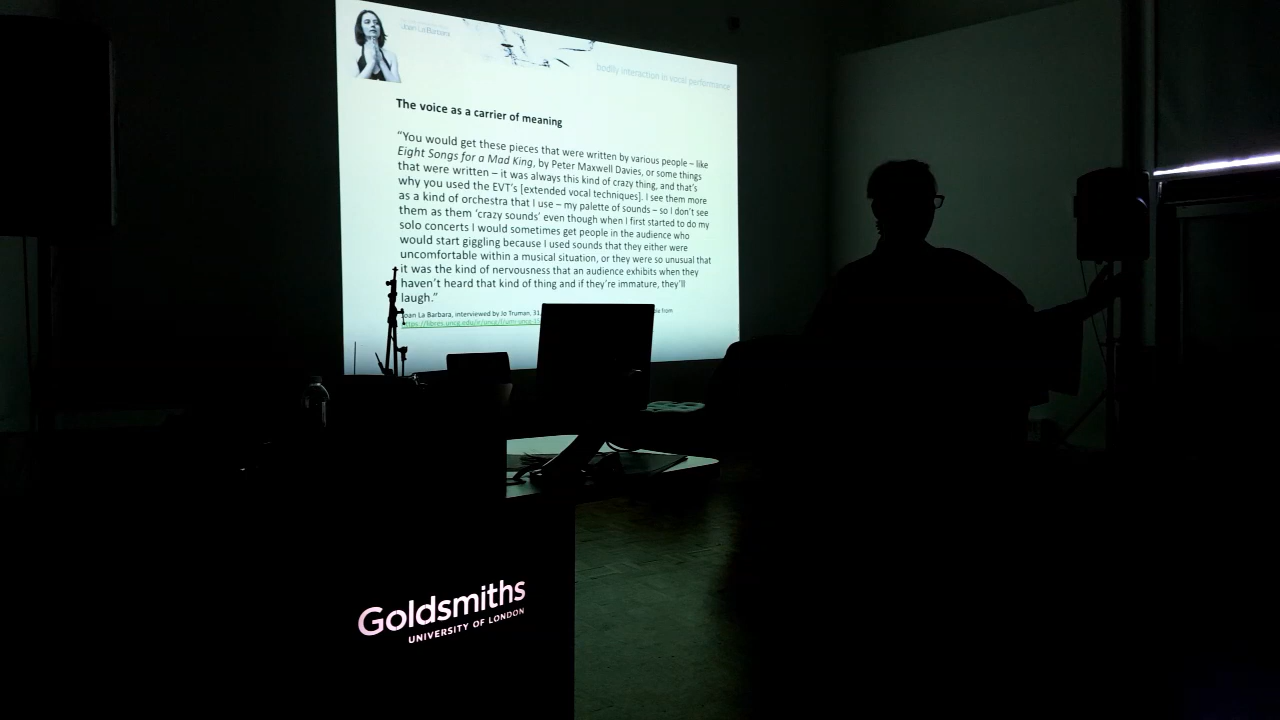 Joan La Barbara
bodily interaction in vocal performance
The voice as a carrier of meaning
“You would get these pieces that were written by various people – like
Eight Songs for a Mad King, by Peter Maxwell Davies, or some things
that were written – it was always this kind of crazy thing, and that’s
why you used the EVT’s [extended vocal techniques]. I see them more
as a kind of orchestra that I use – my palette of sounds – so I don’t see
them as them ‘crazy sounds’ even though when I first started to do my
solo concerts I would sometimes get people in the audience who
would start giggling because I used sounds that they either were
uncomfortable within a musical situation, or they were so unusual that
it was the kind of nervousness that an audience exhibits when they
haven’t heard that kind of thing and if they’re immature, they’ll
laugh.”
Joan La Barbara, interviewed by Jo Truman, 31, from
Goldsmiths
UNIVERSITY OF LONDON